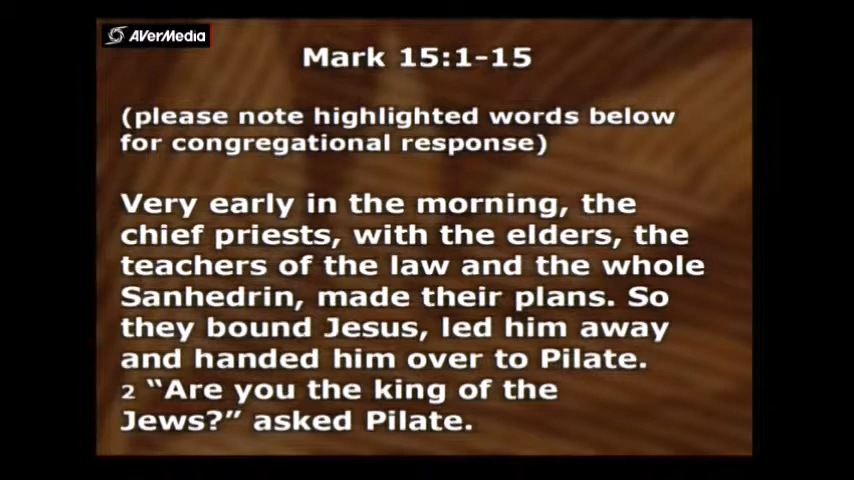 AVerMedia
Mark 15:1-15
(please note highlighted words below
for congregational response)
Very early in the morning, the
chief priests, with the elders, the
teachers of the law and the whole
Sanhedrin, made their plans. So
they bound Jesus, led him away
and handed him over to Pilate.
2 “Are you the king of the
Jews?” asked Pilate.